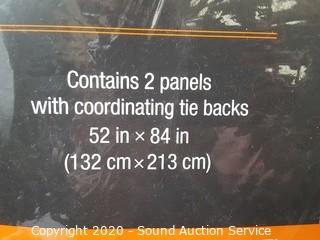 Contains 2 panels
with coordinating tie backs
52 in × 84 in
(132 cm × 213 cm)
Copyright 2020 - Sound Auction Service